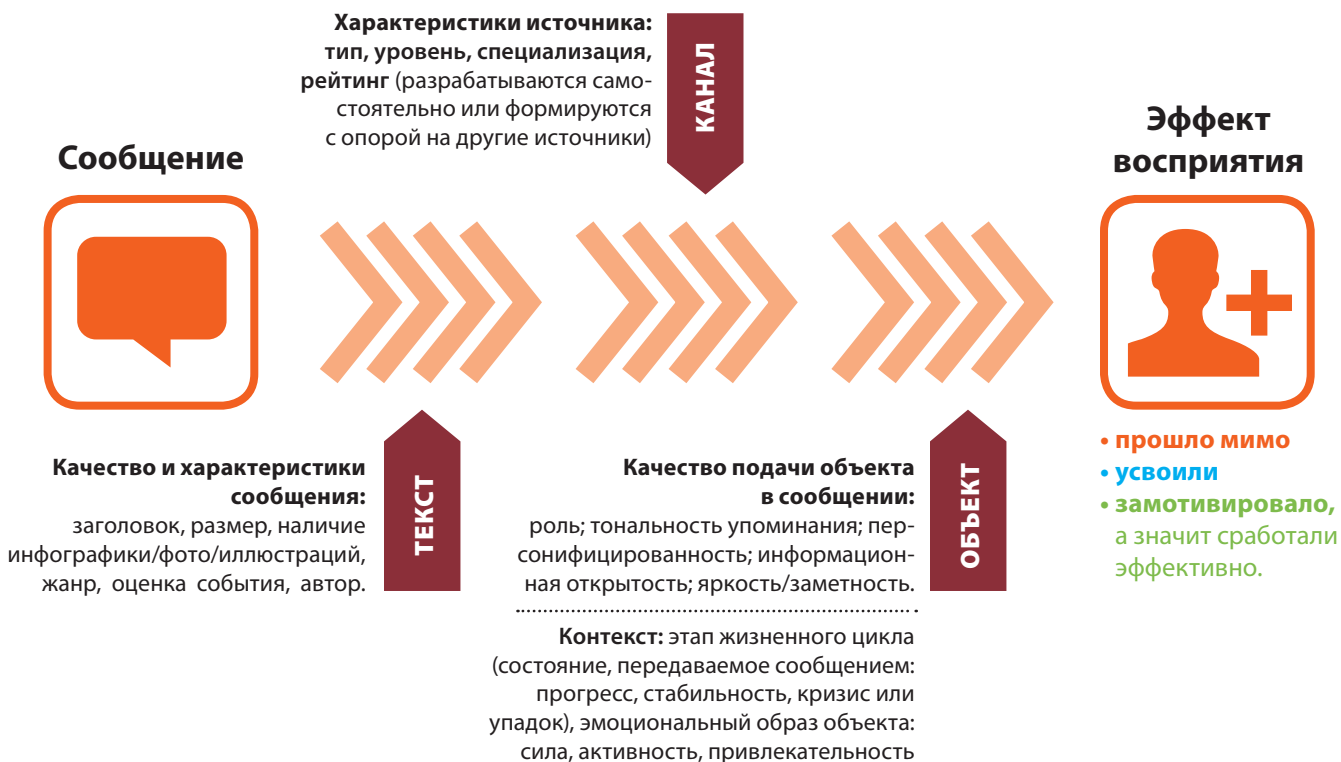 Характеристики источника:
тип, уровень, специализация,
рейтинг (разрабатываются само-
стоятельно или формируются
с опорой на другие источники)
КАНАЛ
Сообщение
Эффект
восприятия
Качество и характеристики
сообщения:
заголовок, размер, наличие
инфографики/фото/иллюстраций,
жанр, оценка события, автор.
ТЕКСТ
Качество подачи объекта
в сообщении:
роль; тональность упоминания; пер-
сонифицированность; информацион-
ная открытость; яркость/заметность.
Контекст: этап жизненного цикла
(состояние, передаваемое сообщением:
прогресс, стабильность, кризис или
упадок), эмоциональный образ объекта:
сила, активность, привлекательность
ОБЪЕКТ
• прошло мимо
• усвоили
• замотивировало,
а значит сработали
эффективно.